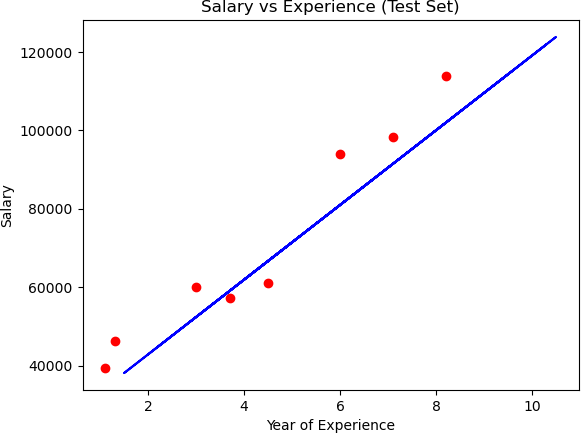 Salary vs Experience (Test Set)
120000
100000
80000
60000
40000
Salary
2 4 6 8 10
Year of Experience